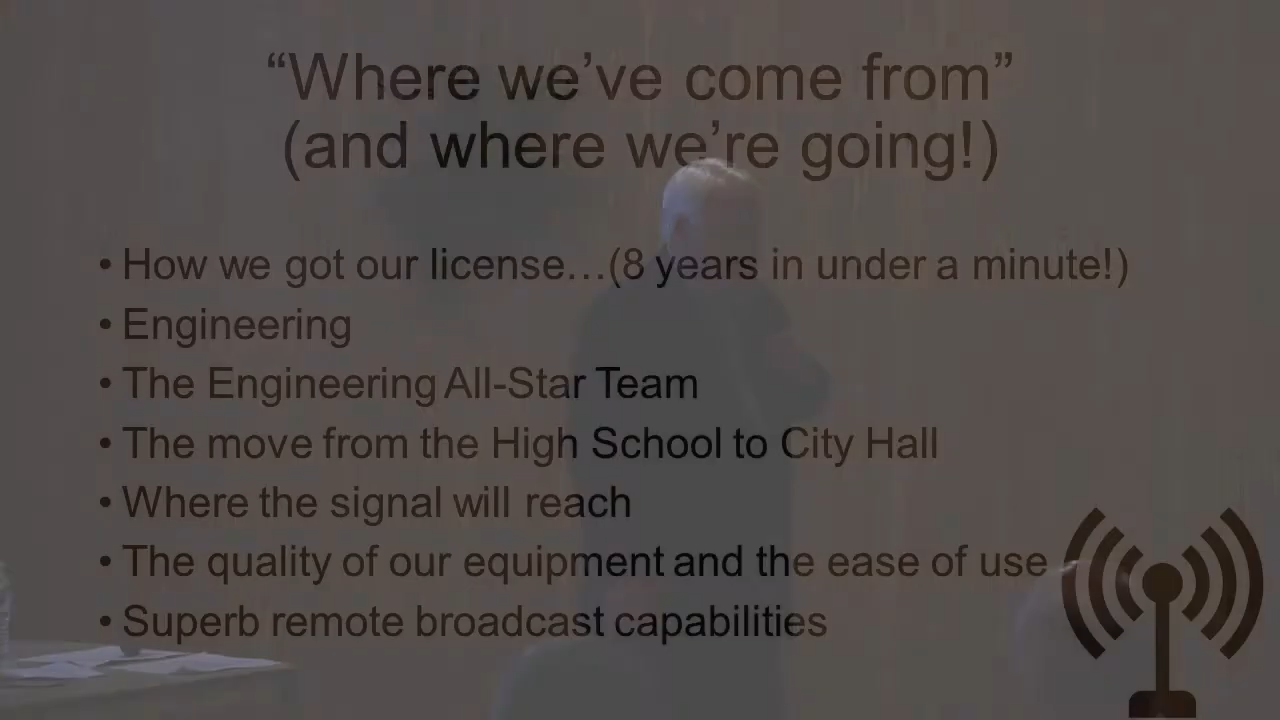 “Where we’ve come from”
(and where we’re going!)
• How we got our license…(8 years in under a minute!)
• Engineering
• The Engineering All-Star Team
• The move from the High School to City Hall
• Where the signal will reach
• The quality of our equipment and the ease of use
• Superb remote broadcast capabilities